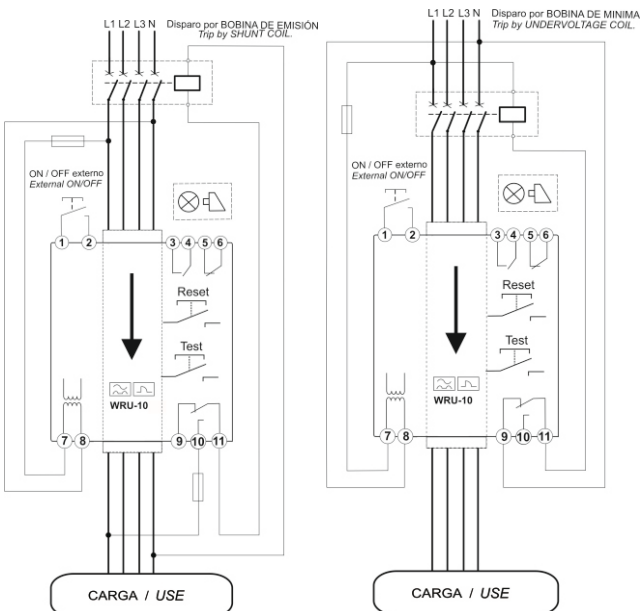 L1 L2 L3 N
Disparo por BOBINA DE EMISIÓN
Trip by SHUNT COIL.
ON / OFF externo
External ON/OFF
1 2 3 4 5 6
Reset
Test
WRU-10
7 8 9 10 11
CARGA / USE
L1 L2 L3 N
Disparo por BOBINA DE MINIMA
Trip by UNDERVOLTAGE COIL.
ON / OFF externo
External ON/OFF
1 2 3 4 5 6
Reset
Test
WRU-10
7 8 9 10 11
CARGA / USE